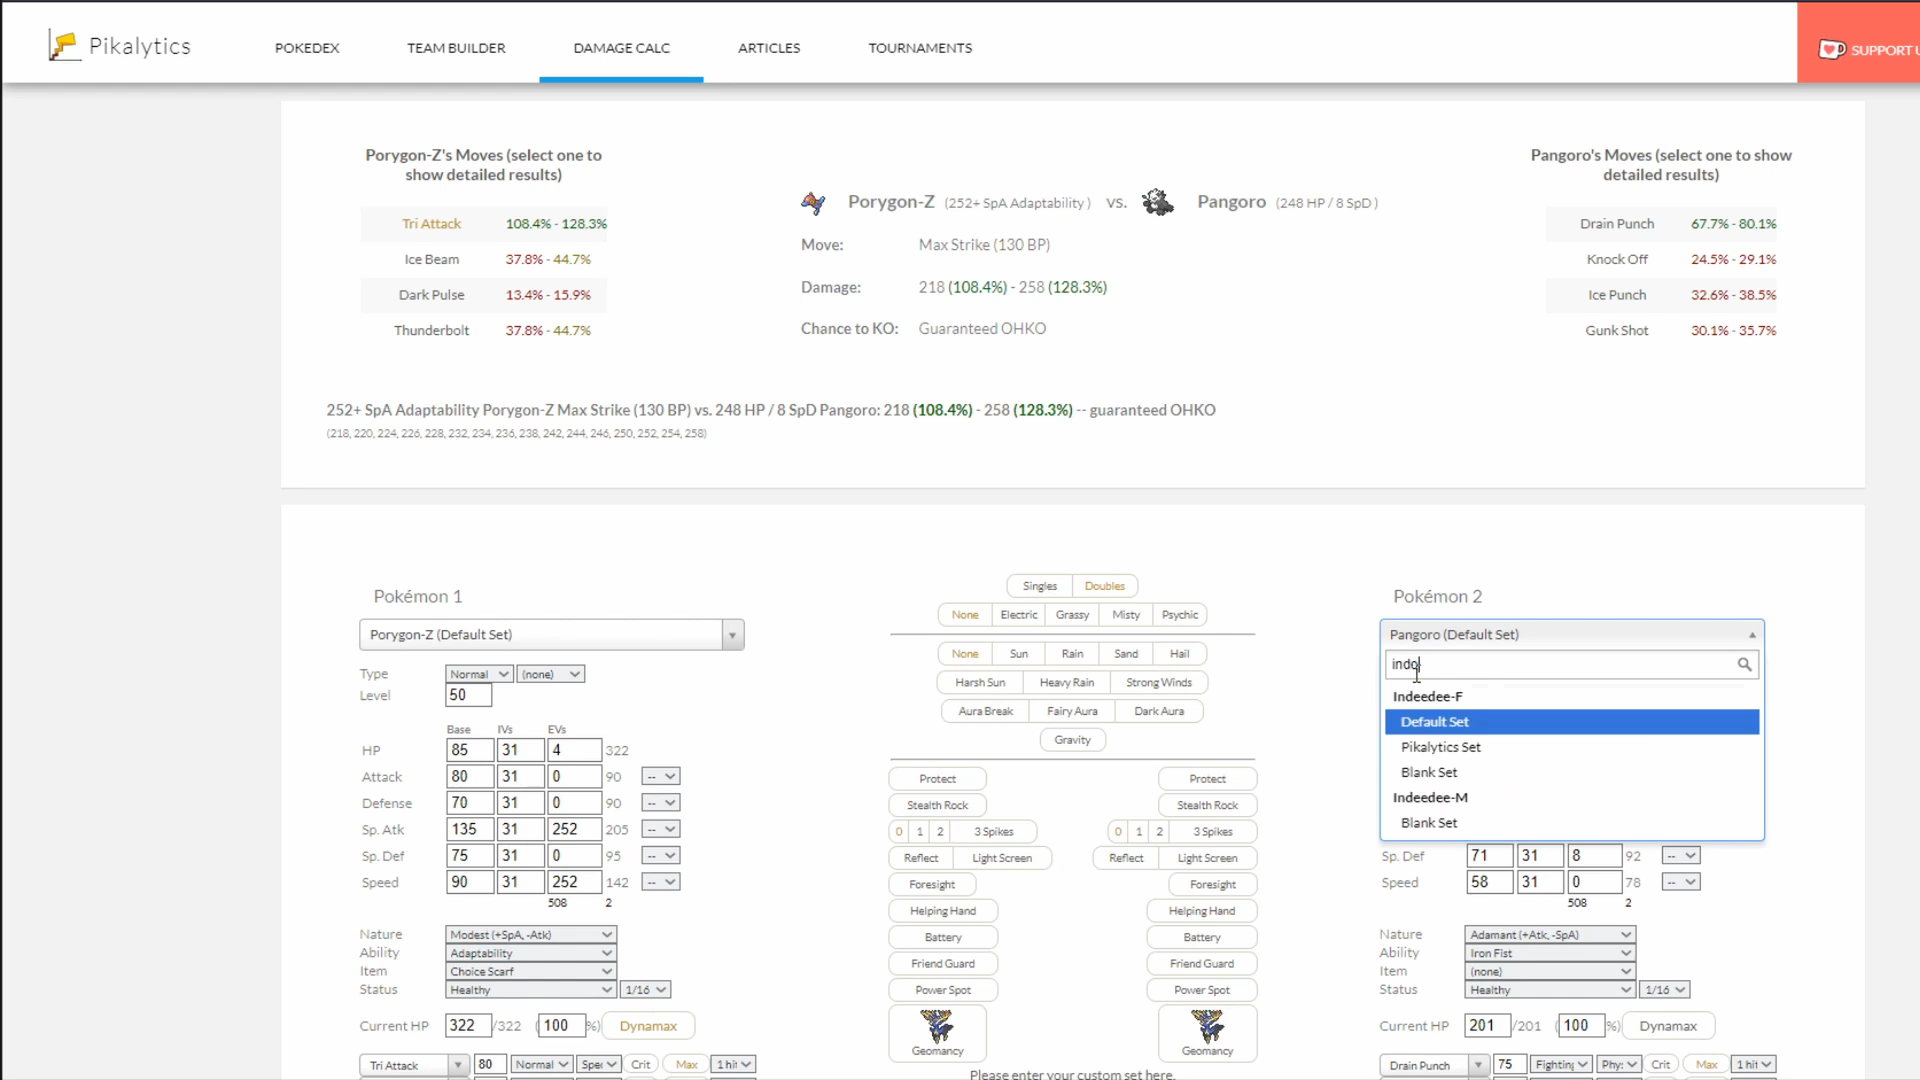 Pikalytics
POKEDEX
TEAM BUILDER
DAMAGE CALC
ARTICLES
TOURNAMENTS
SUPPORT U
Porygon-Z's Moves (select one to
show detailed results)
Tri Attack 108.4% - 128.3%
Ice Beam 37.8% - 44.7%
Dark Pulse 13.4% - 15.9%
Thunderbolt 37.8% - 44.7%
Porygon-Z (252+ SpA Adaptability ) VS. Pangoro (248 HP / 8 SpD )
Move: Max Strike (130 BP)
Damage: 218 (108.4%) - 258 (128.3%)
Chance to KO: Guaranteed OHKO
Pangoro's Moves (select one to show
detailed results)
Drain Punch 67.7% - 80.1%
Knock Off 24.5% - 29.1%
Ice Punch 32.6% - 38.5%
Gunk Shot 30.1% - 35.7%
252+ SpA Adaptability Porygon-Z Max Strike (130 BP) vs. 248 HP / 8 SpD Pangoro: 218 (108.4%) - 258 (128.3%) -- guaranteed OHKO
(218, 220, 224, 226, 228, 232, 234, 236, 238, 242, 244, 246, 250, 252, 254, 258)
Pokémon 1
Porygon-Z (Default Set)
Type Normal (none)
Level 50
Base IVs EVs
HP 85 31 4 322
Attack 80 31 0 90 --
Defense 70 31 0 90 --
Sp. Atk 135 31 252 205 --
Sp. Def 75 31 0 95 --
Speed 90 31 252 142 --
508 2
Nature Modest (+SpA, -Atk)
Ability Adaptability
Item Choice Scarf
Status Healthy 1/16
Current HP 322 /322 ( 100 %) Dynamax
Tri Attack 80 Normal Spe Crit Max 1 hit
Singles Doubles
None Electric Grassy Misty Psychic
None Sun Rain Sand Hail
Harsh Sun Heavy Rain Strong Winds
Aura Break Fairy Aura Dark Aura
Gravity
Protect Protect
Stealth Rock Stealth Rock
0 1 2 3 Spikes 0 1 2 3 Spikes
Reflect Light Screen Reflect Light Screen
Foresight Foresight
Helping Hand Helping Hand
Battery Battery
Friend Guard Friend Guard
Power Spot Power Spot
Geomancy Geomancy
Please enter your custom set here.
Pokémon 2
Pangoro (Default Set)
indo
Indeedee-F
Default Set
Pikalytics Set
Blank Set
Indeedee-M
Blank Set
Sp. Def 71 31 8 92 --
Speed 58 31 0 78 --
508 2
Nature Adamant (+Atk, -SpA)
Ability Iron Fist
Item (none)
Status Healthy 1/16
Current HP 201 /201 ( 100 %) Dynamax
Drain Punch 75 Fighting Phy: Crit Max 1 hit